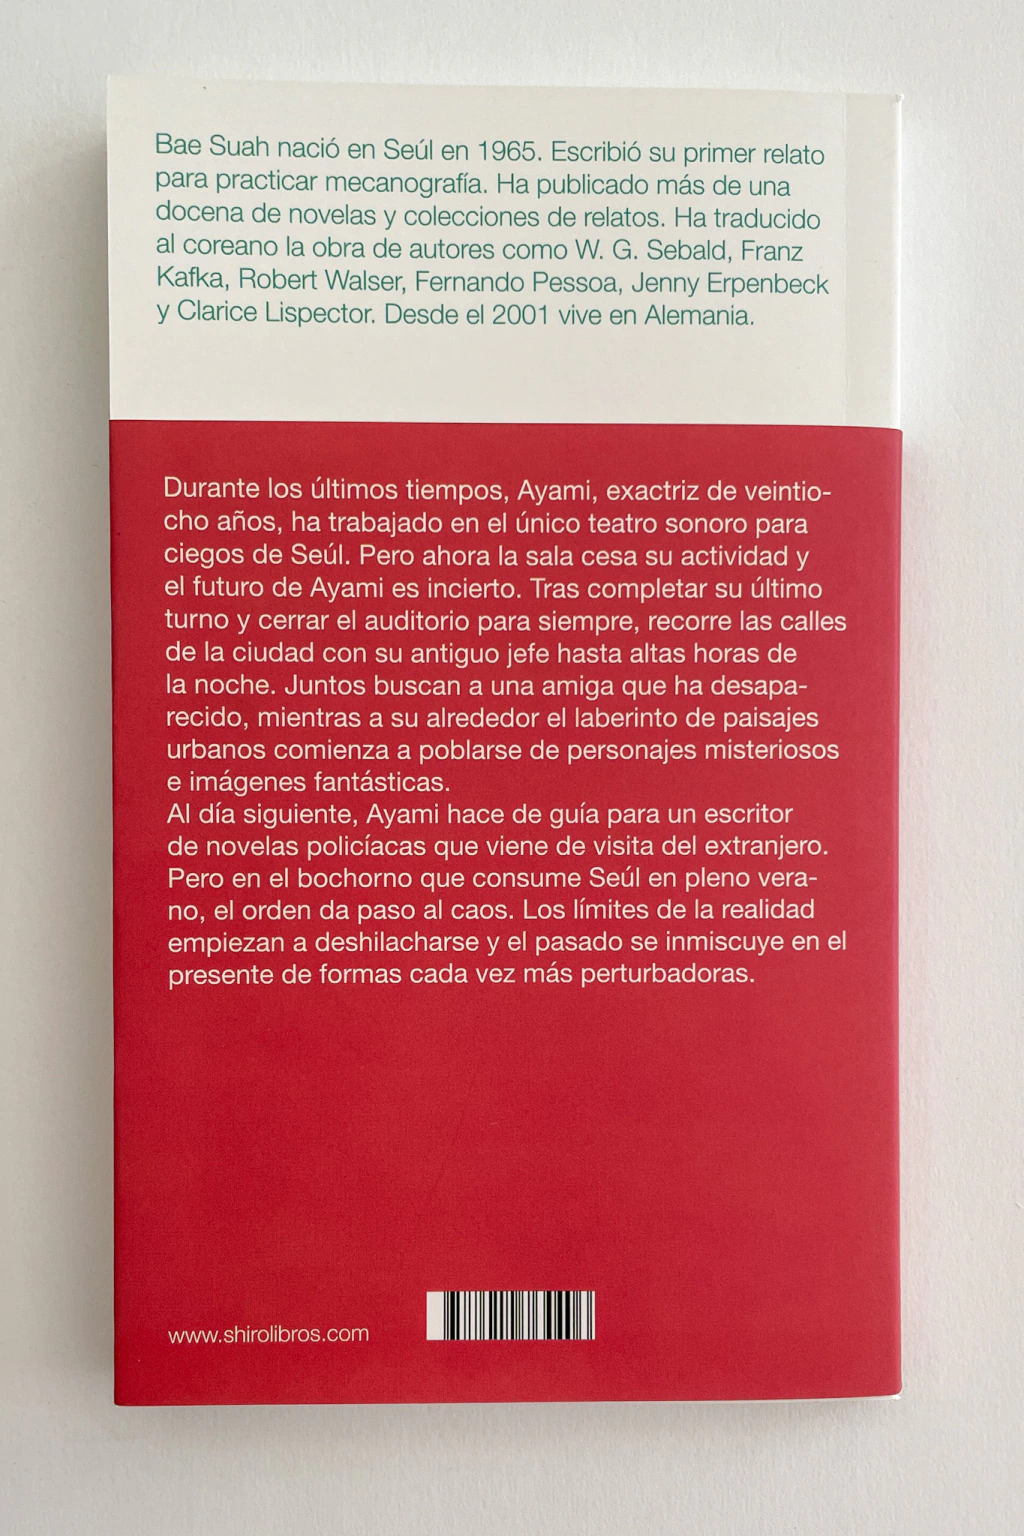 Bae Suah nació en Seúl en 1965. Escribió su primer relato
para practicar mecanografía. Ha publicado más de una
docena de novelas y colecciones de relatos. Ha traducido
al coreano la obra de autores como W. G. Sebald, Franz
Kafka, Robert Walser, Fernando Pessoa, Jenny Erpenbeck
y Clarice Lispector. Desde el 2001 vive en Alemania.
Durante los últimos tiempos, Ayami, exactriz de veintio-
cho años, ha trabajado en el único teatro sonoro para
ciegos de Seúl. Pero ahora la sala cesa su actividad y
el futuro de Ayami es incierto. Tras completar su último
turno y cerrar el auditorio para siempre, recorre las calles
de la ciudad con su antiguo jefe hasta altas horas de
la noche. Juntos buscan a una amiga que ha desapa-
recido, mientras a su alrededor el laberinto de paisajes
urbanos comienza a poblarse de personajes misteriosos
e imágenes fantásticas.
Al día siguiente, Ayami hace de guía para un escritor
de novelas policíacas que viene de visita del extranjero.
Pero en el bochorno que consume Seúl en pleno vera-
no, el orden da paso al caos. Los límites de la realidad
empiezan a deshilacharse y el pasado se inmiscuye en el
presente de formas cada vez más perturbadoras.
www.shirolibros.com